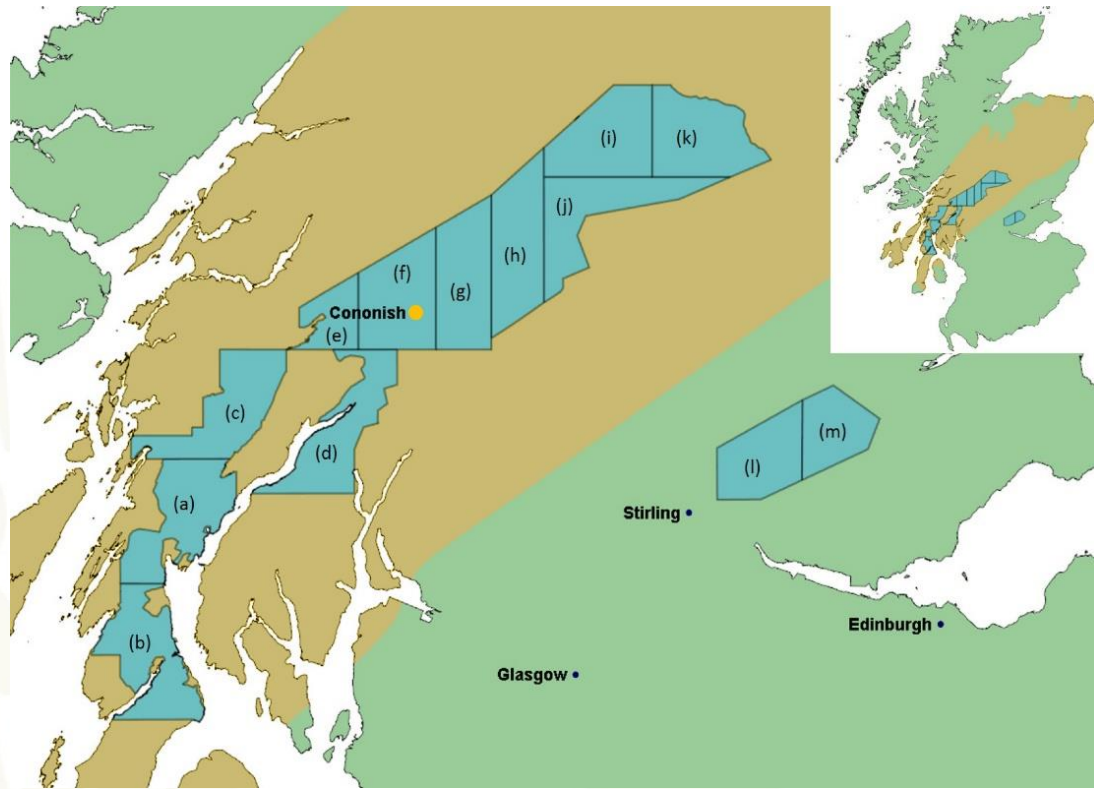 (i)
(k)
(j)
(f)
(h)
(g)
Cononish
(e)
(c)
(d)
(m)
(l)
(a)
Stirling
Edinburgh
(b)
Glasgow